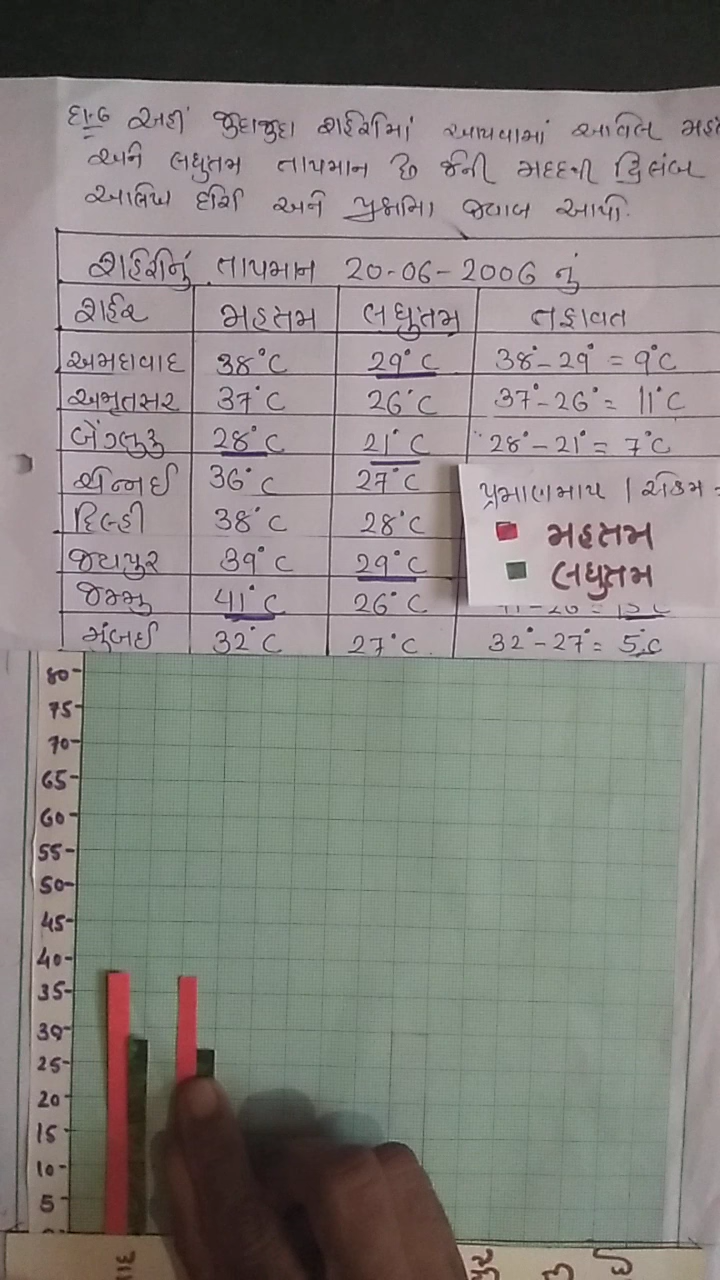 દા.6 અહીં જુદાજુદા શહેરોમાં આપવામાં આવેલ
અને લઘુતમ તાપમાન છે જેની મદદથી દ્વિલંબ
આલેખ દોરો અને પ્રશ્નોના જવાબ આપો.
શહેરોનું તાપમાન 20-06-2006 નું
શહેર મહત્તમ લઘુત્તમ તફાવત
અમદાવાદ 38°C 29°C 38°-29° = 9°C
અમૃતસર 37°C 26°C 37°-26° = 11°C
બેંગ્લુરુ 28°C 21°C 28°-21° = 7°C
ચેન્નઈ 36°C 27°C
દિલ્હી 38°C 28°C
જયપુર 39°C 29°C
જમ્મુ 41°C 26°C
મુંબઈ 32°C 27°C 32°-27°= 5°C
પ્રમાણમાપ 1 એકમ =
મહત્તમ
લઘુત્તમ
80
75
70
65
60
55
50
45
40
35
30
25
20
15
10
5